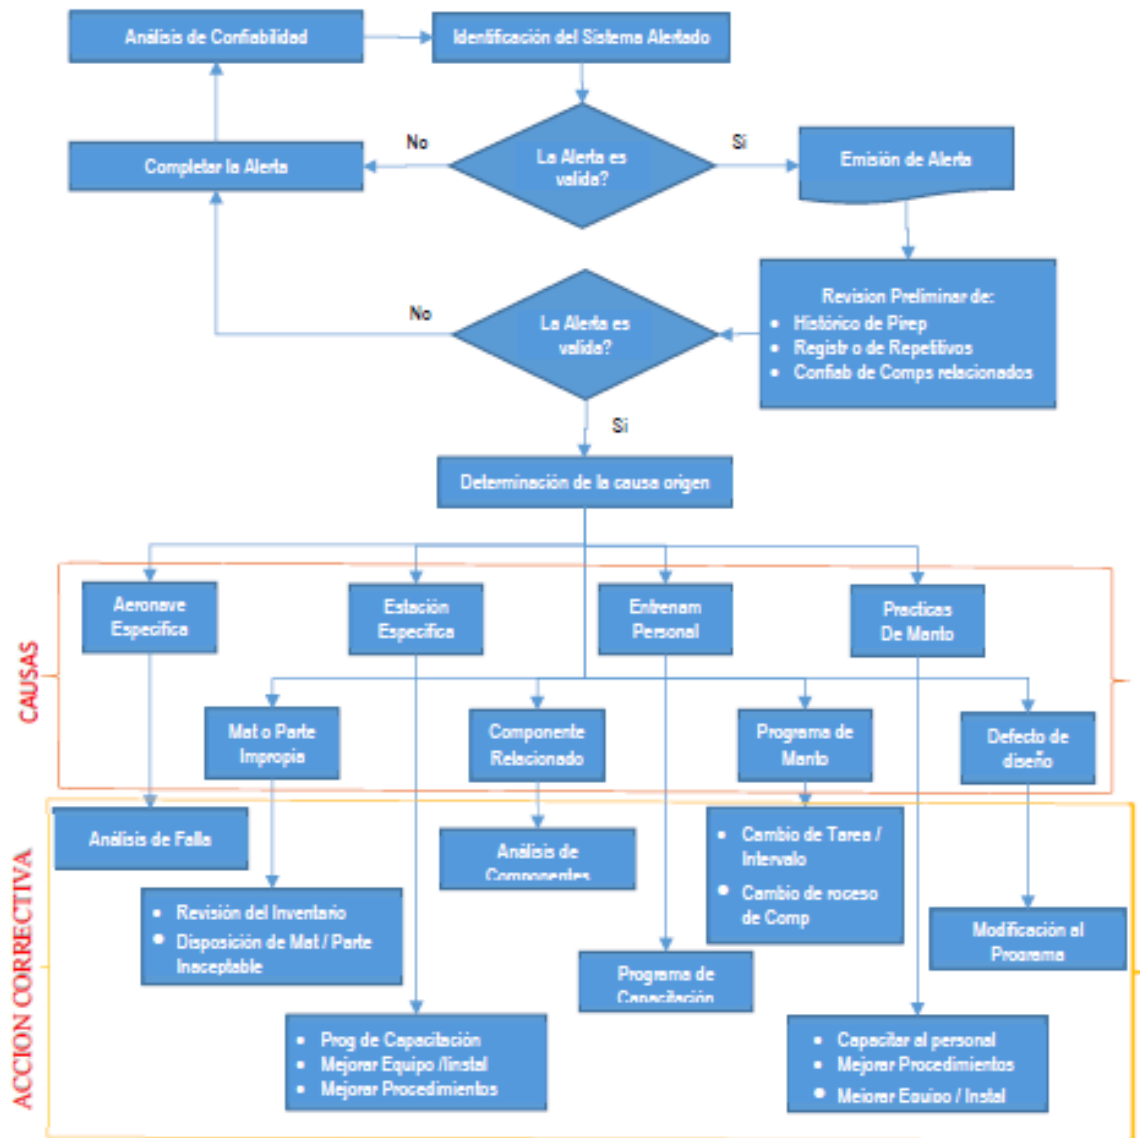 Análisis de Confiabilidad
Identificación del Sistema Alertado
No
Si
Completar la Alerta
La Alerta es
valida?
Emisión de Alerta
No
La Alerta es
valida?
Revision Preliminar de:
• Histórico de Pirep
• Registro de Repetitivos
• Confiab de Comps relacionados
Si
Determinación de la causa origen
CAUSAS
Aeronave
Especifica
Estación
Especifica
Entrenam
Personal
Practicas
De Manto
Mat o Parte
Impropia
Componente
Relacionado
Programa de
Manto
Defecto de
diseño
ACCION CORRECTIVA
Análisis de Falla
Análisis de
Componentes
• Cambio de Tarea /
Intervalo
• Cambio de roceso
de Comp
• Revisión del Inventario
• Disposición de Mat / Parte
Inaceptable
Modificación al
Programa
Programa de
Capacitación
• Prog de Capacitación
• Mejorar Equipo /Iinstal
• Mejorar Procedimientos
• Capacitar al personal
• Mejorar Procedimientos
• Mejorar Equipo / Instal